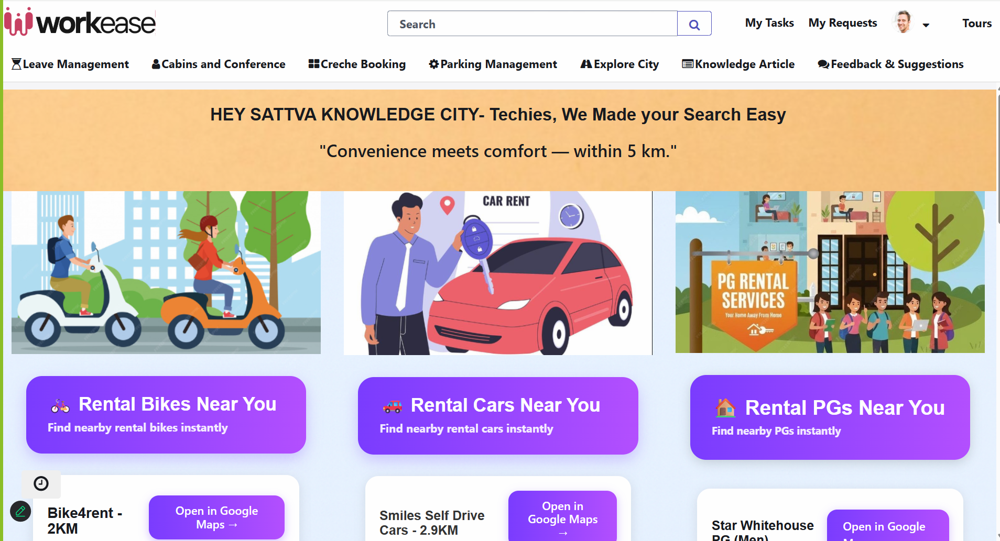 workease
Search
My Tasks
My Requests
Tours
Leave Management
Cabins and Conference
Creche Booking
Parking Management
Explore City
Knowledge Article
Feedback & Suggestions
HEY SATTVA KNOWLEDGE CITY- Techies, We Made your Search Easy
"Convenience meets comfort — within 5 km."
CAR RENT
PG RENTAL
SERVICES
Your Home Away From Home
Rental Bikes Near You
Find nearby rental bikes instantly
Rental Cars Near You
Find nearby rental cars instantly
Rental PGs Near You
Find nearby PGs instantly
Bike4rent -
2KM
Open in Google
Maps →
Smiles Self Drive
Cars - 2.9KM
Open in
Google Maps
→
Star Whitehouse
PG (Men)
Open in Google